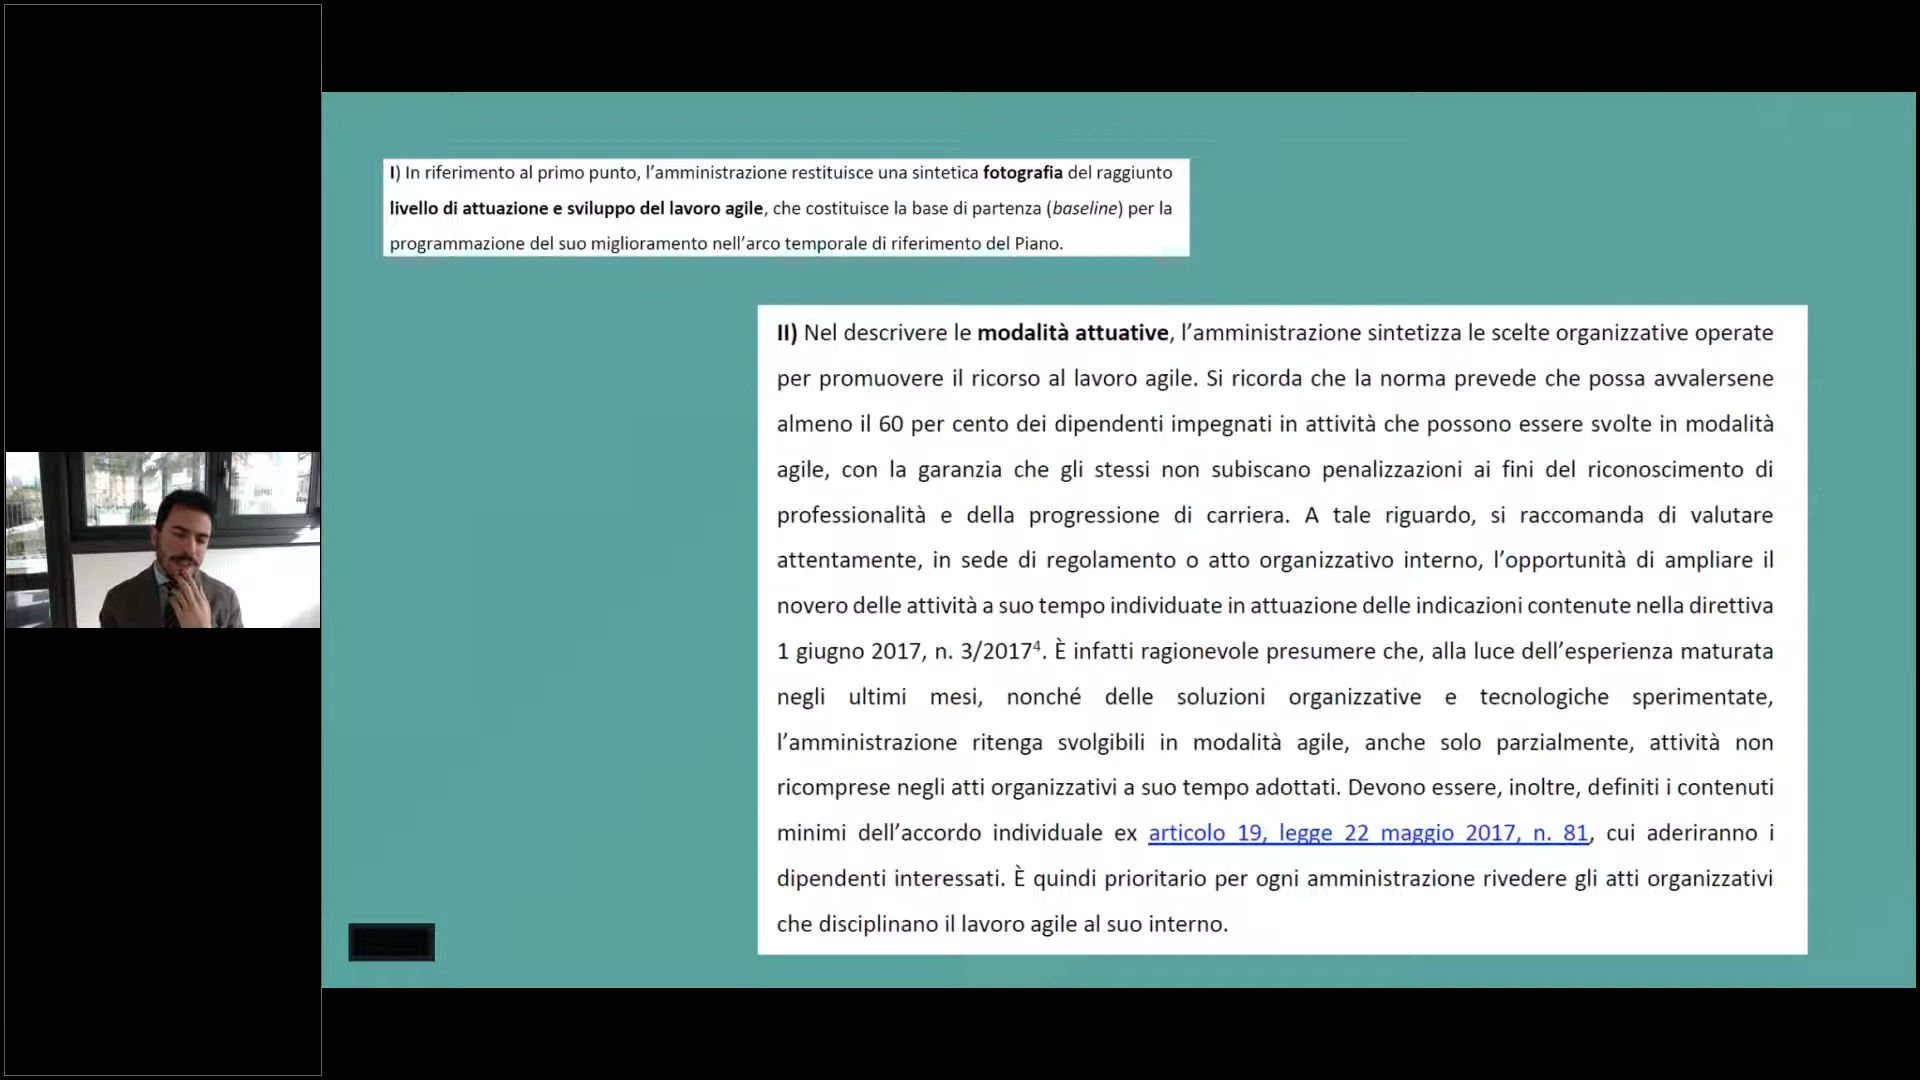 I) In riferimento al primo punto, l’amministrazione restituisce una sintetica fotografia del raggiunto
livello di attuazione e sviluppo del lavoro agile, che costituisce la base di partenza (baseline) per la
programmazione del suo miglioramento nell’arco temporale di riferimento del Piano.
II) Nel descrivere le modalità attuative, l’amministrazione sintetizza le scelte organizzative operate
per promuovere il ricorso al lavoro agile. Si ricorda che la norma prevede che possa avvalersene
almeno il 60 per cento dei dipendenti impegnati in attività che possono essere svolte in modalità
agile, con la garanzia che gli stessi non subiscano penalizzazioni ai fini del riconoscimento di
professionalità e della progressione di carriera. A tale riguardo, si raccomanda di valutare
attentamente, in sede di regolamento o atto organizzativo interno, l’opportunità di ampliare il
novero delle attività a suo tempo individuate in attuazione delle indicazioni contenute nella direttiva
1 giugno 2017, n. 3/2017⁴. È infatti ragionevole presumere che, alla luce dell’esperienza maturata
negli ultimi mesi, nonché delle soluzioni organizzative e tecnologiche sperimentate,
l’amministrazione ritenga svolgibili in modalità agile, anche solo parzialmente, attività non
ricomprese negli atti organizzativi a suo tempo adottati. Devono essere, inoltre, definiti i contenuti
minimi dell’accordo individuale ex articolo 19, legge 22 maggio 2017, n. 81, cui aderiranno i
dipendenti interessati. È quindi prioritario per ogni amministrazione rivedere gli atti organizzativi
che disciplinano il lavoro agile al suo interno.